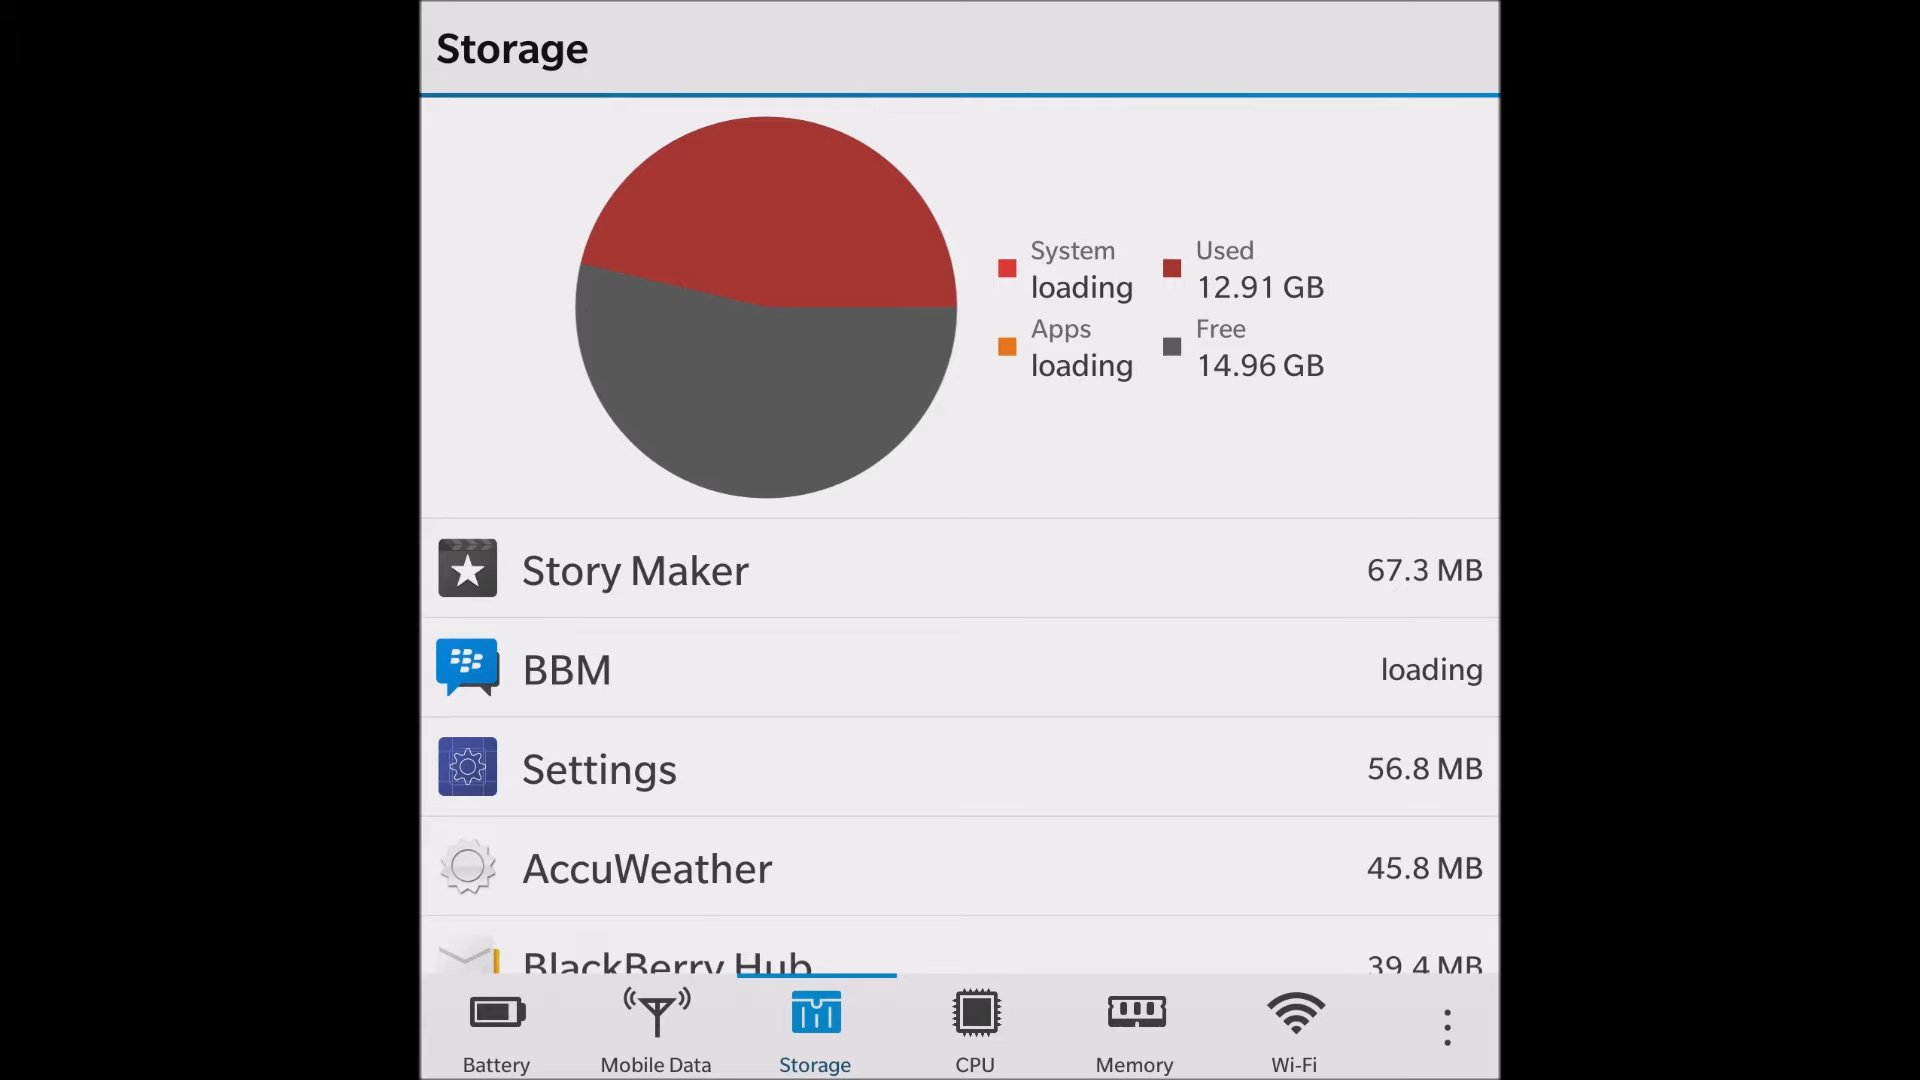 Storage
System
loading
Used
12.91 GB
Apps
loading
Free
14.96 GB
Story Maker 67.3 MB
BBM loading
Settings 56.8 MB
AccuWeather 45.8 MB
BlackBerry Hub 39.4 MB
Battery Mobile Data Storage CPU Memory Wi-Fi